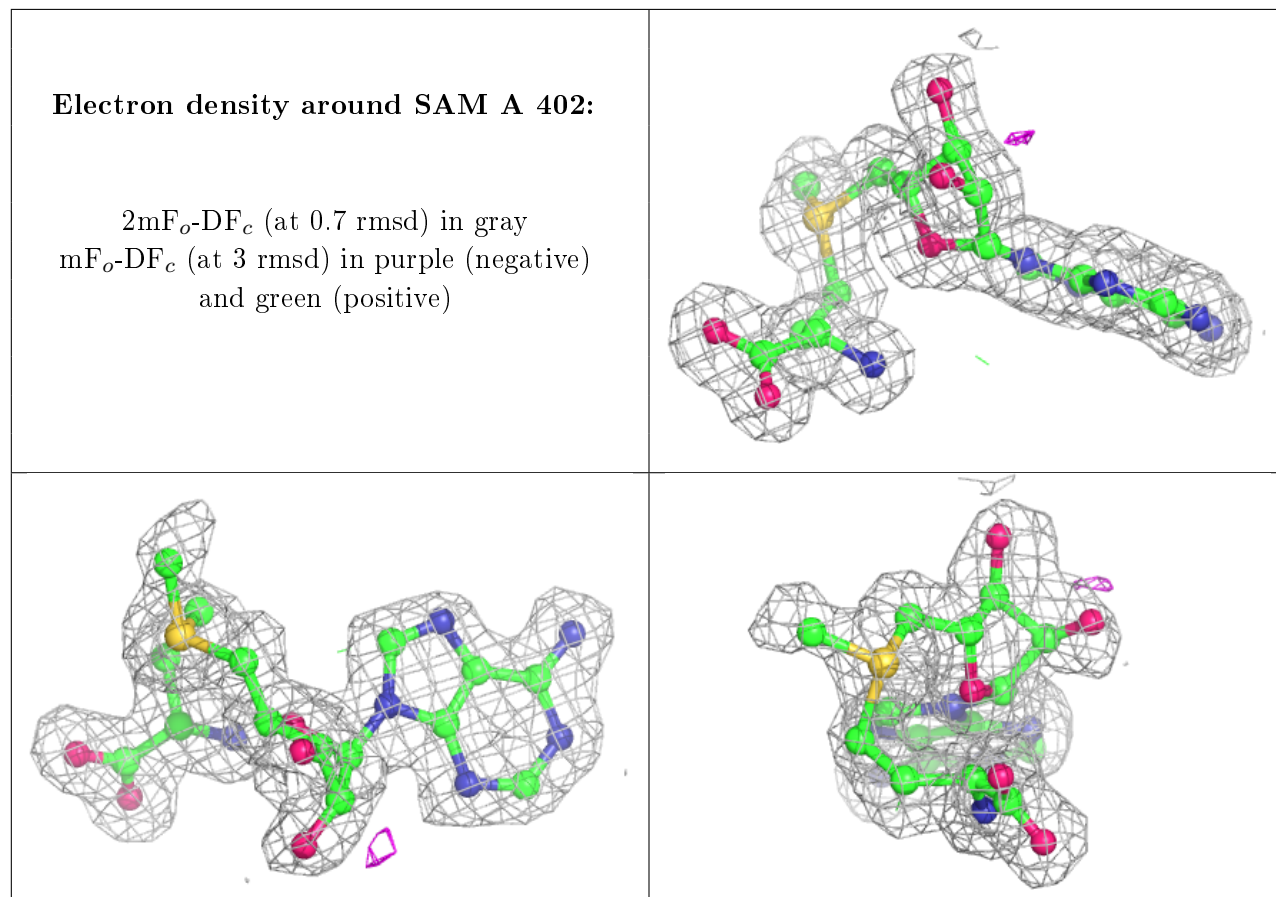 Electron density around SAM A 402:
2mFₒ-DF𝒸 (at 0.7 rmsd) in gray
mFₒ-DF𝒸 (at 3 rmsd) in purple (negative)
and green (positive)